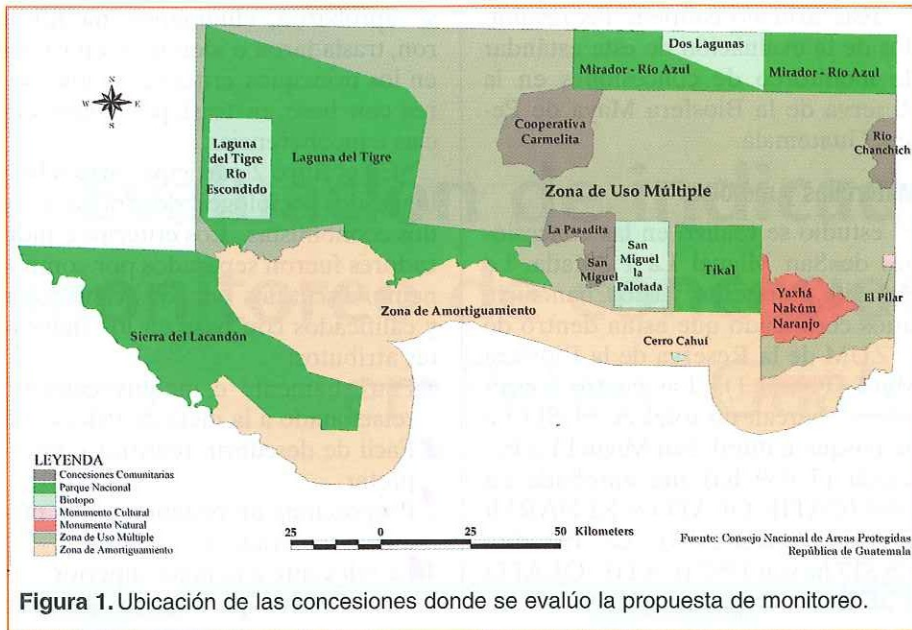 Dos Lagunas
Mirador - Río Azul
Mirador - Río Azul
N
W
E
S
Laguna
del Tigre
Río
Escondido
Laguna del Tigre
Cooperativa
Carmelita
Río
Chanchich
Zona de Uso Múltiple
La Pasadita
San
Miguel
San
Miguel
la
Palotada
Tikal
Yaxhá
Nakúm
Naranjo
El Pilar
Zona de Amortiguamiento
Sierra del Lacandón
Cerro Cahuí
LEYENDA
Concesiones Comunitarias
Parque Nacional
Biotopo
Monumento Cultural
Monumento Natural
Zona de Uso Múltiple
Zona de Amortiguamiento
25 0 25 50 Kilometers
Fuente: Consejo Nacional de Areas Protegidas
República de Guatemala
Figura 1. Ubicación de las concesiones donde se evalúo la propuesta de monitoreo.